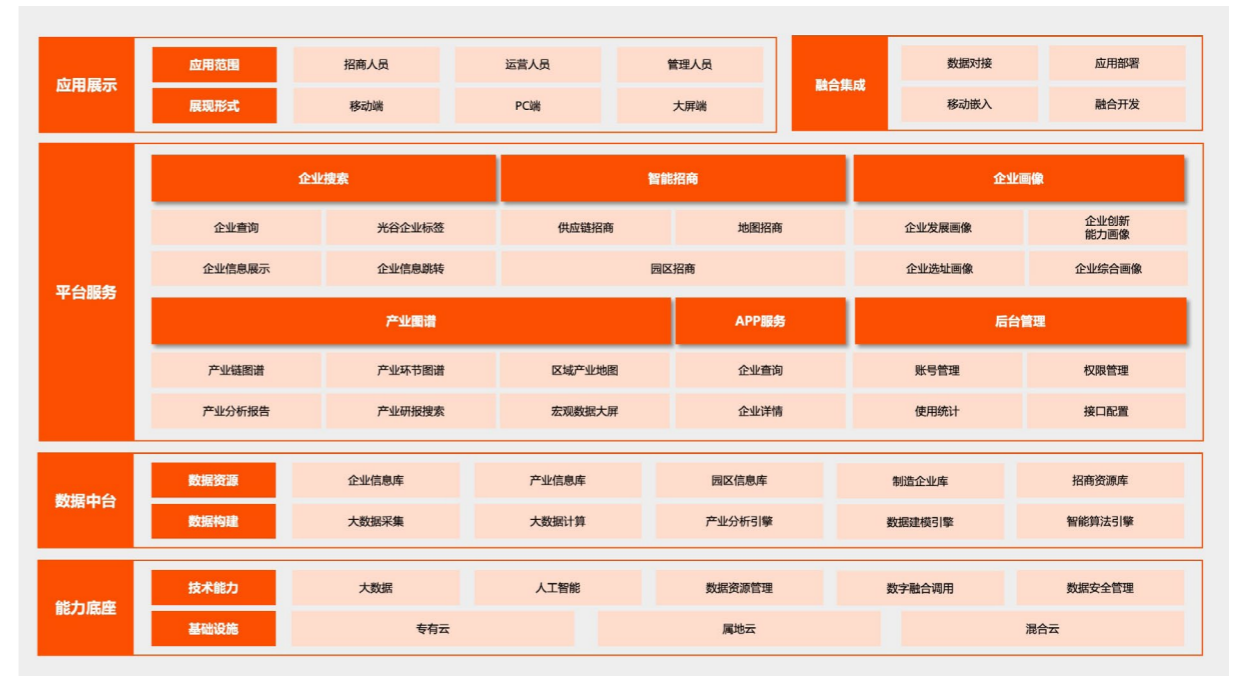 应用展示
应用范围
招商人员
运营人员
管理人员
展现形式
移动端
PC端
大屏端
融合集成
数据对接
应用部署
移动嵌入
融合开发
平台服务
企业搜索
智能招商
企业画像
企业查询
光谷企业标签
供应链招商
地图招商
企业发展画像
企业创新
能力画像
企业信息展示
企业信息跳转
园区招商
企业选址画像
企业综合画像
产业图谱
APP服务
后台管理
产业链图谱
产业环节图谱
区域产业地图
企业查询
账号管理
权限管理
产业分析报告
产业研报搜索
宏观数据大屏
企业详情
使用统计
接口配置
数据中台
数据资源
企业信息库
产业信息库
园区信息库
制造企业库
招商资源库
数据构建
大数据采集
大数据计算
产业分析引擎
数据建模引擎
智能算法引擎
能力底座
技术能力
大数据
人工智能
数据资源管理
数字融合调用
数据安全管理
基础设施
专有云
属地云
混合云